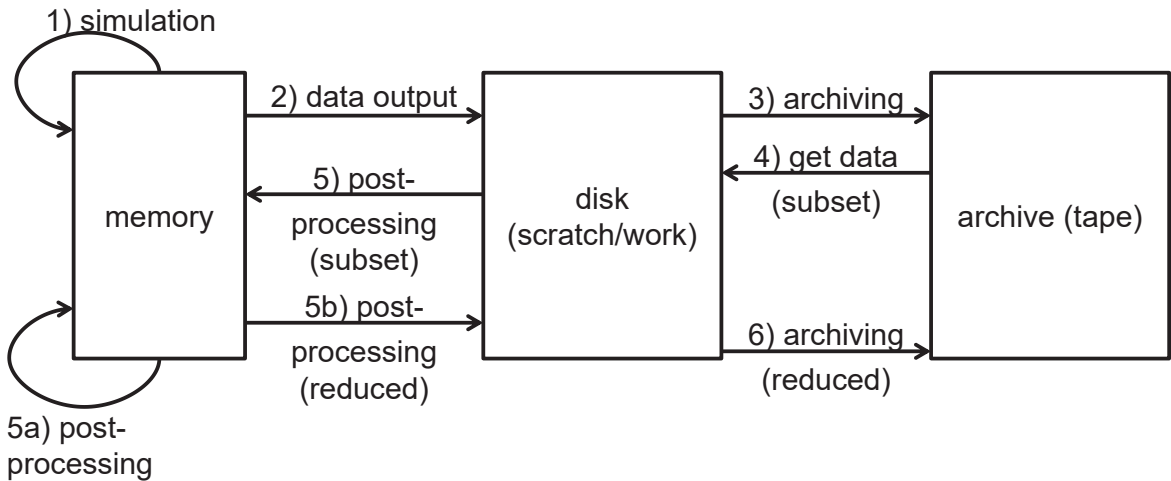 1) simulation
2) data output
3) archiving
4) get data
(subset)
5) post-
processing
(subset)
memory
disk
(scratch/work)
archive (tape)
5b) post-
processing
(reduced)
6) archiving
(reduced)
5a) post-
processing